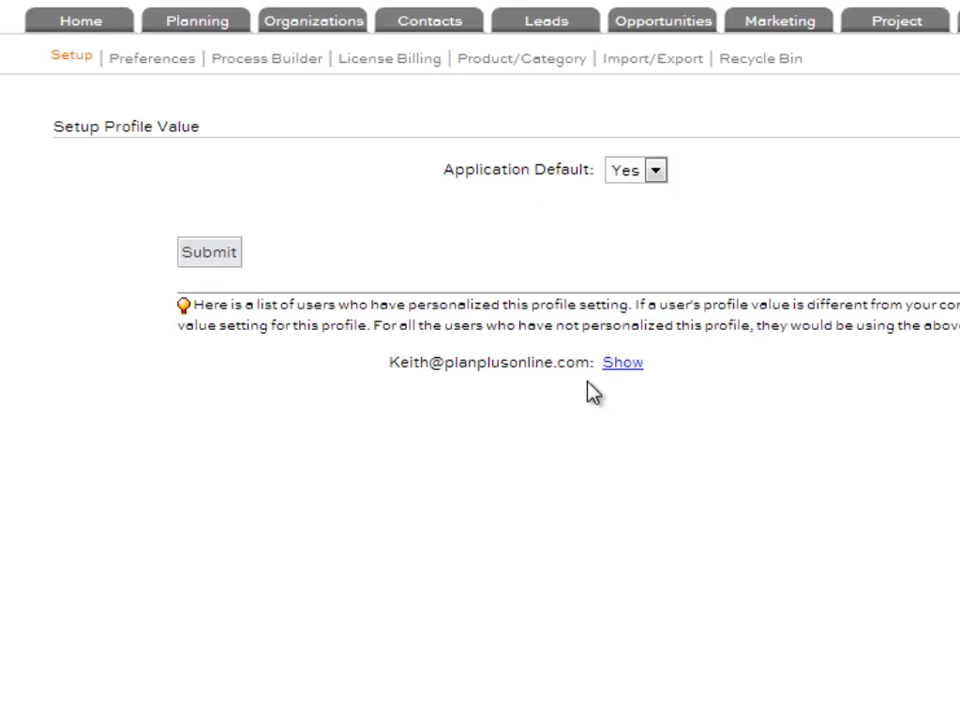 Home Planning Organizations Contacts Leads Opportunities Marketing Project
Setup | Preferences | Process Builder | License Billing | Product/Category | Import/Export | Recycle Bin
Setup Profile Value
Application Default: Yes
Submit
Here is a list of users who have personalized this profile setting. If a user's profile value is different from your
value setting for this profile. For all the users who have not personalized this profile, they would be using the
Keith@planplusonline.com: Show